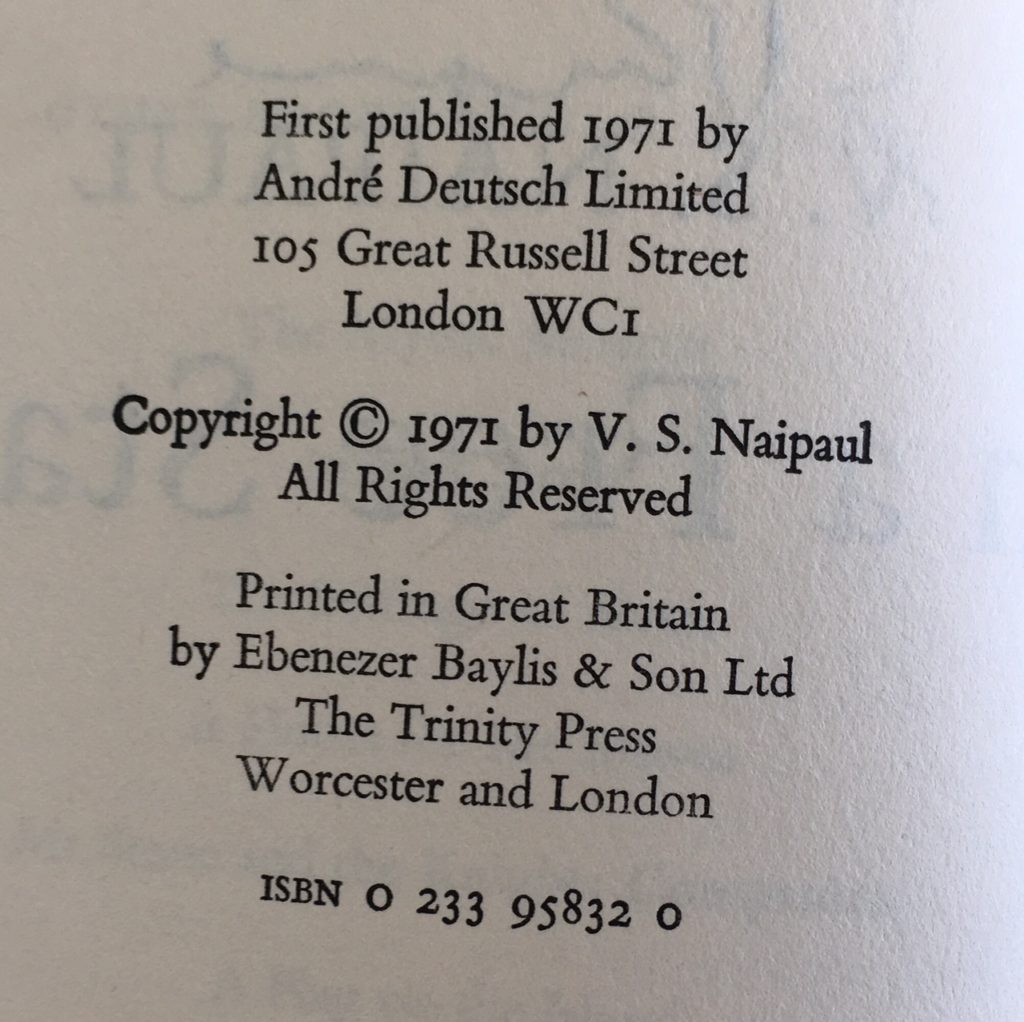 First published 1971 by
André Deutsch Limited
105 Great Russell Street
London WC1
Copyright © 1971 by V. S. Naipaul
All Rights Reserved
Printed in Great Britain
by Ebenezer Baylis & Son Ltd
The Trinity Press
Worcester and London
ISBN 0 233 95832 0